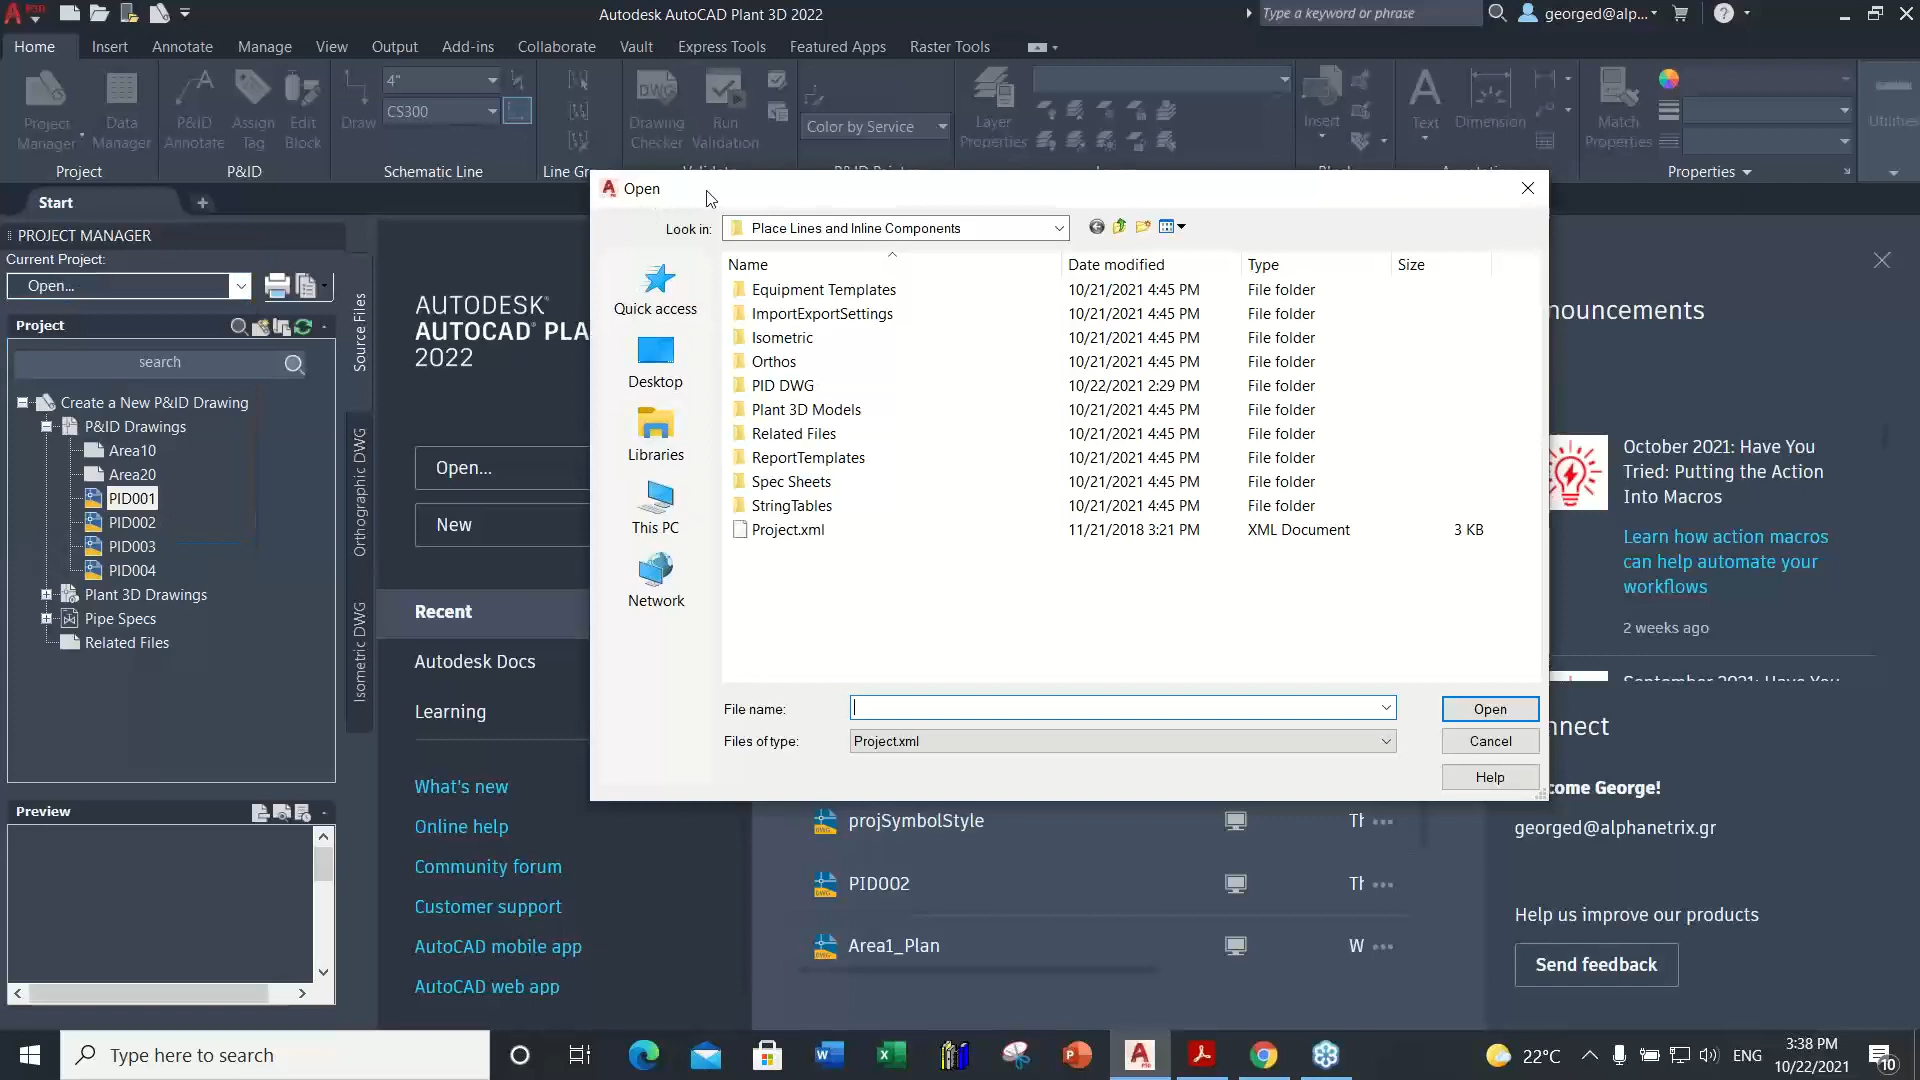 Autodesk AutoCAD Plant 3D 2022
Type a keyword or phrase
georged@alp...
Home Insert Annotate Manage View Output Add-ins Collaborate Vault Express Tools Featured Apps Raster Tools
Project Manager
Data Manager
P&ID Annotate
Assign Tag
Edit Block
Draw
4"
CS300
Drawing Checker
Run Validation
Color by Service
Layer Properties
Insert
Text
Dimension
Match Properties
Utilities
Project P&ID Schematic Line Line Gr
Properties
Start
PROJECT MANAGER
Current Project:
Open...
Project
search
Create a New P&ID Drawing
P&ID Drawings
Area10
Area20
PID001
PID002
PID003
PID004
Plant 3D Drawings
Pipe Specs
Related Files
Source Files
Orthographic DWG
Isometric DWG
Preview
AUTODESK®
AUTOCAD® PLA
2022
Open...
New
Recent
Autodesk Docs
Learning
What's new
Online help
Community forum
Customer support
AutoCAD mobile app
AutoCAD web app
Open
Look in: Place Lines and Inline Components
Quick access
Desktop
Libraries
This PC
Network
Name Date modified Type Size
Equipment Templates 10/21/2021 4:45 PM File folder
ImportExportSettings 10/21/2021 4:45 PM File folder
Isometric 10/21/2021 4:45 PM File folder
Orthos 10/21/2021 4:45 PM File folder
PID DWG 10/22/2021 2:29 PM File folder
Plant 3D Models 10/21/2021 4:45 PM File folder
Related Files 10/21/2021 4:45 PM File folder
ReportTemplates 10/21/2021 4:45 PM File folder
Spec Sheets 10/21/2021 4:45 PM File folder
StringTables 10/21/2021 4:45 PM File folder
Project.xml 11/21/2018 3:21 PM XML Document 3 KB
File name:
Open
Files of type: Project.xml
Cancel
Help
projSymbolStyle
PID002
Area1_Plan W
nouncements
October 2021: Have You
Tried: Putting the Action
Into Macros
Learn how action macros
can help automate your
workflows
2 weeks ago
nnect
come George!
georged@alphanetrix.gr
Help us improve our products
Send feedback
Type here to search
22°C
ENG
3:38 PM
10/22/2021
10